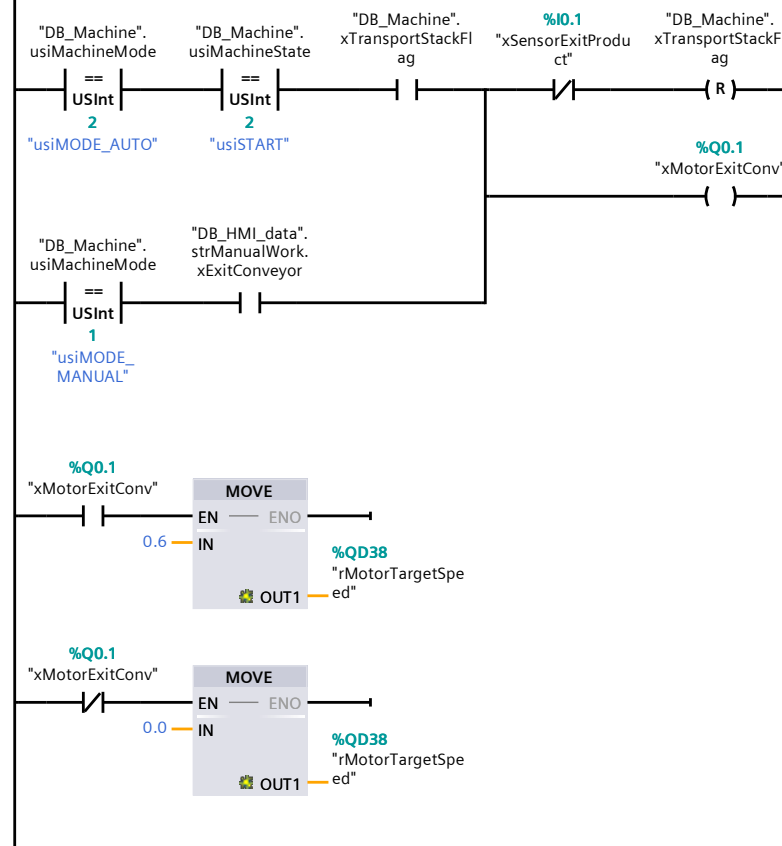 "DB_Machine".
usiMachineMode
==
USInt
2
"usiMODE_AUTO"
"DB_Machine".
usiMachineState
==
USInt
2
"usiSTART"
"DB_Machine".
xTransportStackFl
ag
%I0.1
"xSensorExitProdu
ct"
"DB_Machine".
xTransportStackF
ag
R
%Q0.1
"xMotorExitConv"
"DB_Machine".
usiMachineMode
==
USInt
1
"usiMODE_
MANUAL"
"DB_HMI_data".
strManualWork.
xExitConveyor
%Q0.1
"xMotorExitConv"
MOVE
EN
ENO
0.6
IN
OUT1
%QD38
"rMotorTargetSpe
ed"
%Q0.1
"xMotorExitConv"
MOVE
EN
ENO
0.0
IN
OUT1
%QD38
"rMotorTargetSpe
ed"